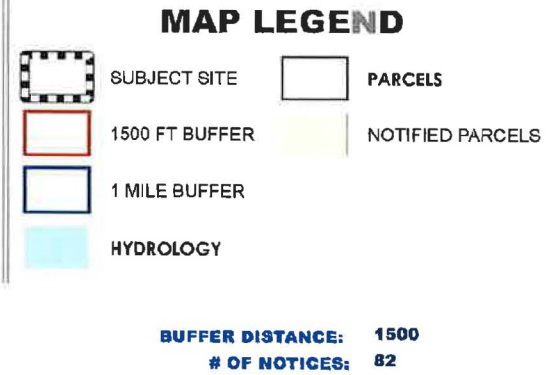 MAP LEGEND
SUBJECT SITE
PARCELS
1500 FT BUFFER
NOTIFIED PARCELS
1 MILE BUFFER
HYDROLOGY
BUFFER DISTANCE: 1500
# OF NOTICES: 82